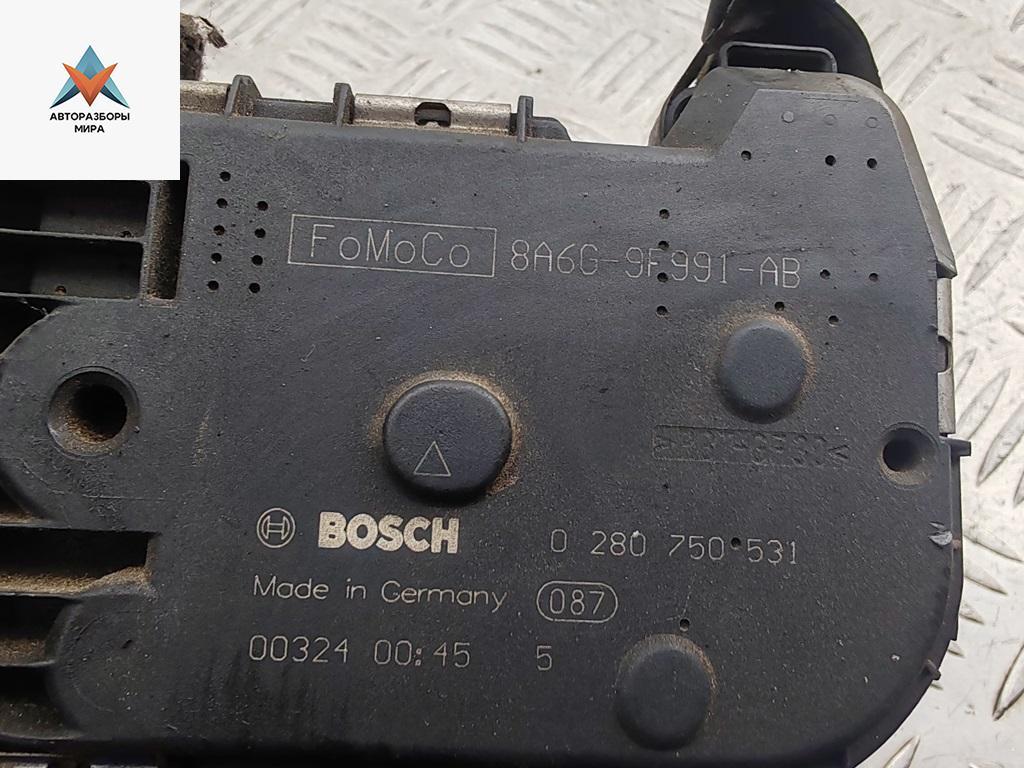 АВТОРАЗБОРЫ
МИРА
FoMoCo 8A6G-9F991-AB
BOSCH 0 280 750 531
Made in Germany 087
00324 00:45 5